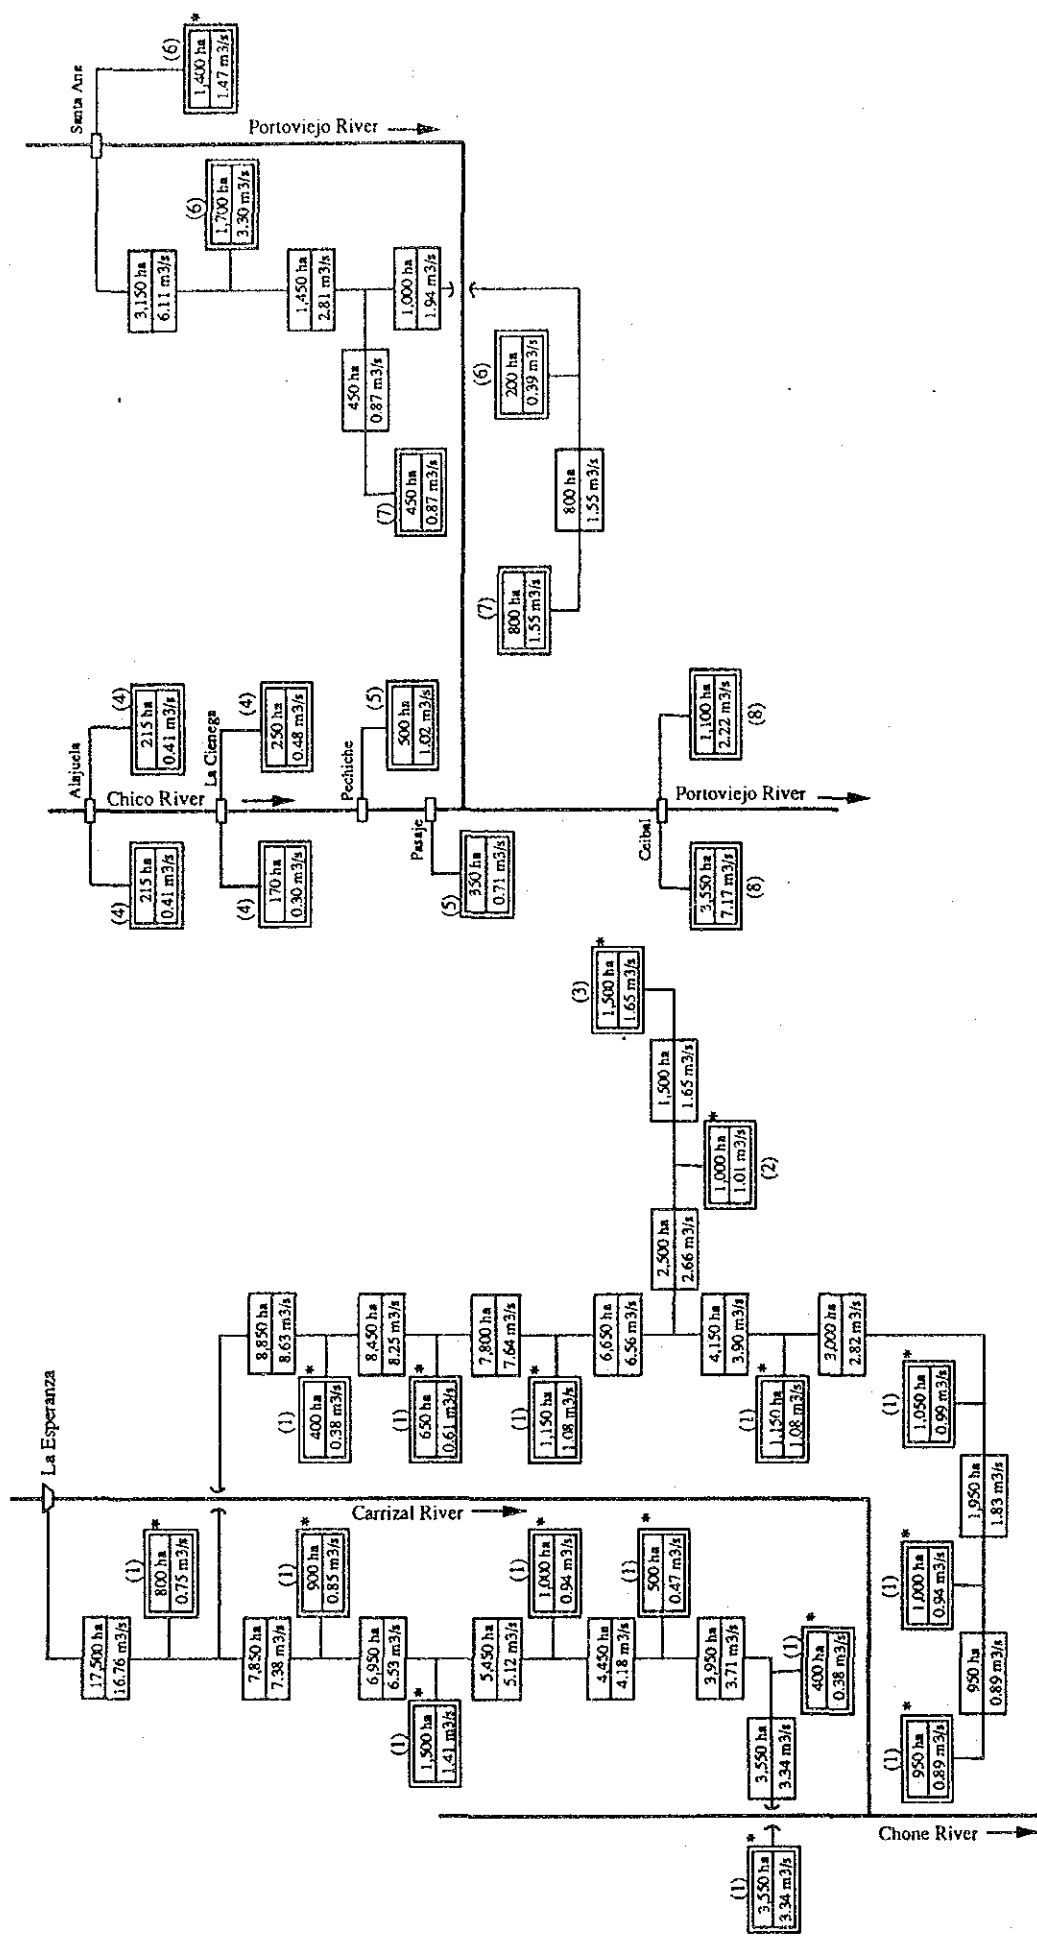 Santa Ana
(6)
*
1,400 ha
1.47 m3/s
Portoviejo River
(6)
1,700 ha
3.30 m3/s
3,150 ha
6.11 m3/s
1,450 ha
2.81 m3/s
1,000 ha
1.94 m3/s
450 ha
0.87 m3/s
(7)
450 ha
0.87 m3/s
(6)
200 ha
0.39 m3/s
800 ha
1.55 m3/s
(7)
800 ha
1.55 m3/s
Alajuela
(4)
215 ha
0.41 m3/s
(4)
215 ha
0.41 m3/s
Chico River
La Cienega
(4)
250 ha
0.48 m3/s
(4)
170 ha
0.30 m3/s
Pechiche
(5)
500 ha
1.02 m3/s
Pasaje
(5)
350 ha
0.71 m3/s
Ceibal
Portoviejo River
1,100 ha
2.22 m3/s
(8)
3,550 ha
7.17 m3/s
(8)
(3)
*
1,500 ha
1.65 m3/s
1,500 ha
1.65 m3/s
*
1,000 ha
1.01 m3/s
(2)
2,500 ha
2.66 m3/s
La Esperanza
Carrizal River
8,850 ha
8.63 m3/s
(1)
*
400 ha
0.38 m3/s
8,450 ha
8.25 m3/s
(1)
*
650 ha
0.61 m3/s
7,800 ha
7.64 m3/s
(1)
*
1,150 ha
1.08 m3/s
6,650 ha
6.56 m3/s
4,150 ha
3.90 m3/s
(1)
*
1,150 ha
1.08 m3/s
3,000 ha
2.82 m3/s
(1)
*
1,050 ha
0.99 m3/s
1,950 ha
1.83 m3/s
(1)
*
1,000 ha
0.94 m3/s
950 ha
0.89 m3/s
(1)
*
950 ha
0.89 m3/s
17,500 ha
16.76 m3/s
(1)
*
800 ha
0.75 m3/s
7,850 ha
7.38 m3/s
(1)
*
900 ha
0.85 m3/s
6,950 ha
6.53 m3/s
(1)
*
1,500 ha
1.41 m3/s
5,450 ha
5.12 m3/s
(1)
*
1,000 ha
0.94 m3/s
4,450 ha
4.18 m3/s
(1)
*
500 ha
0.47 m3/s
3,950 ha
3.71 m3/s
(1)
*
400 ha
0.38 m3/s
3,550 ha
3.34 m3/s
(1)
*
3,550 ha
3.34 m3/s
Chone River